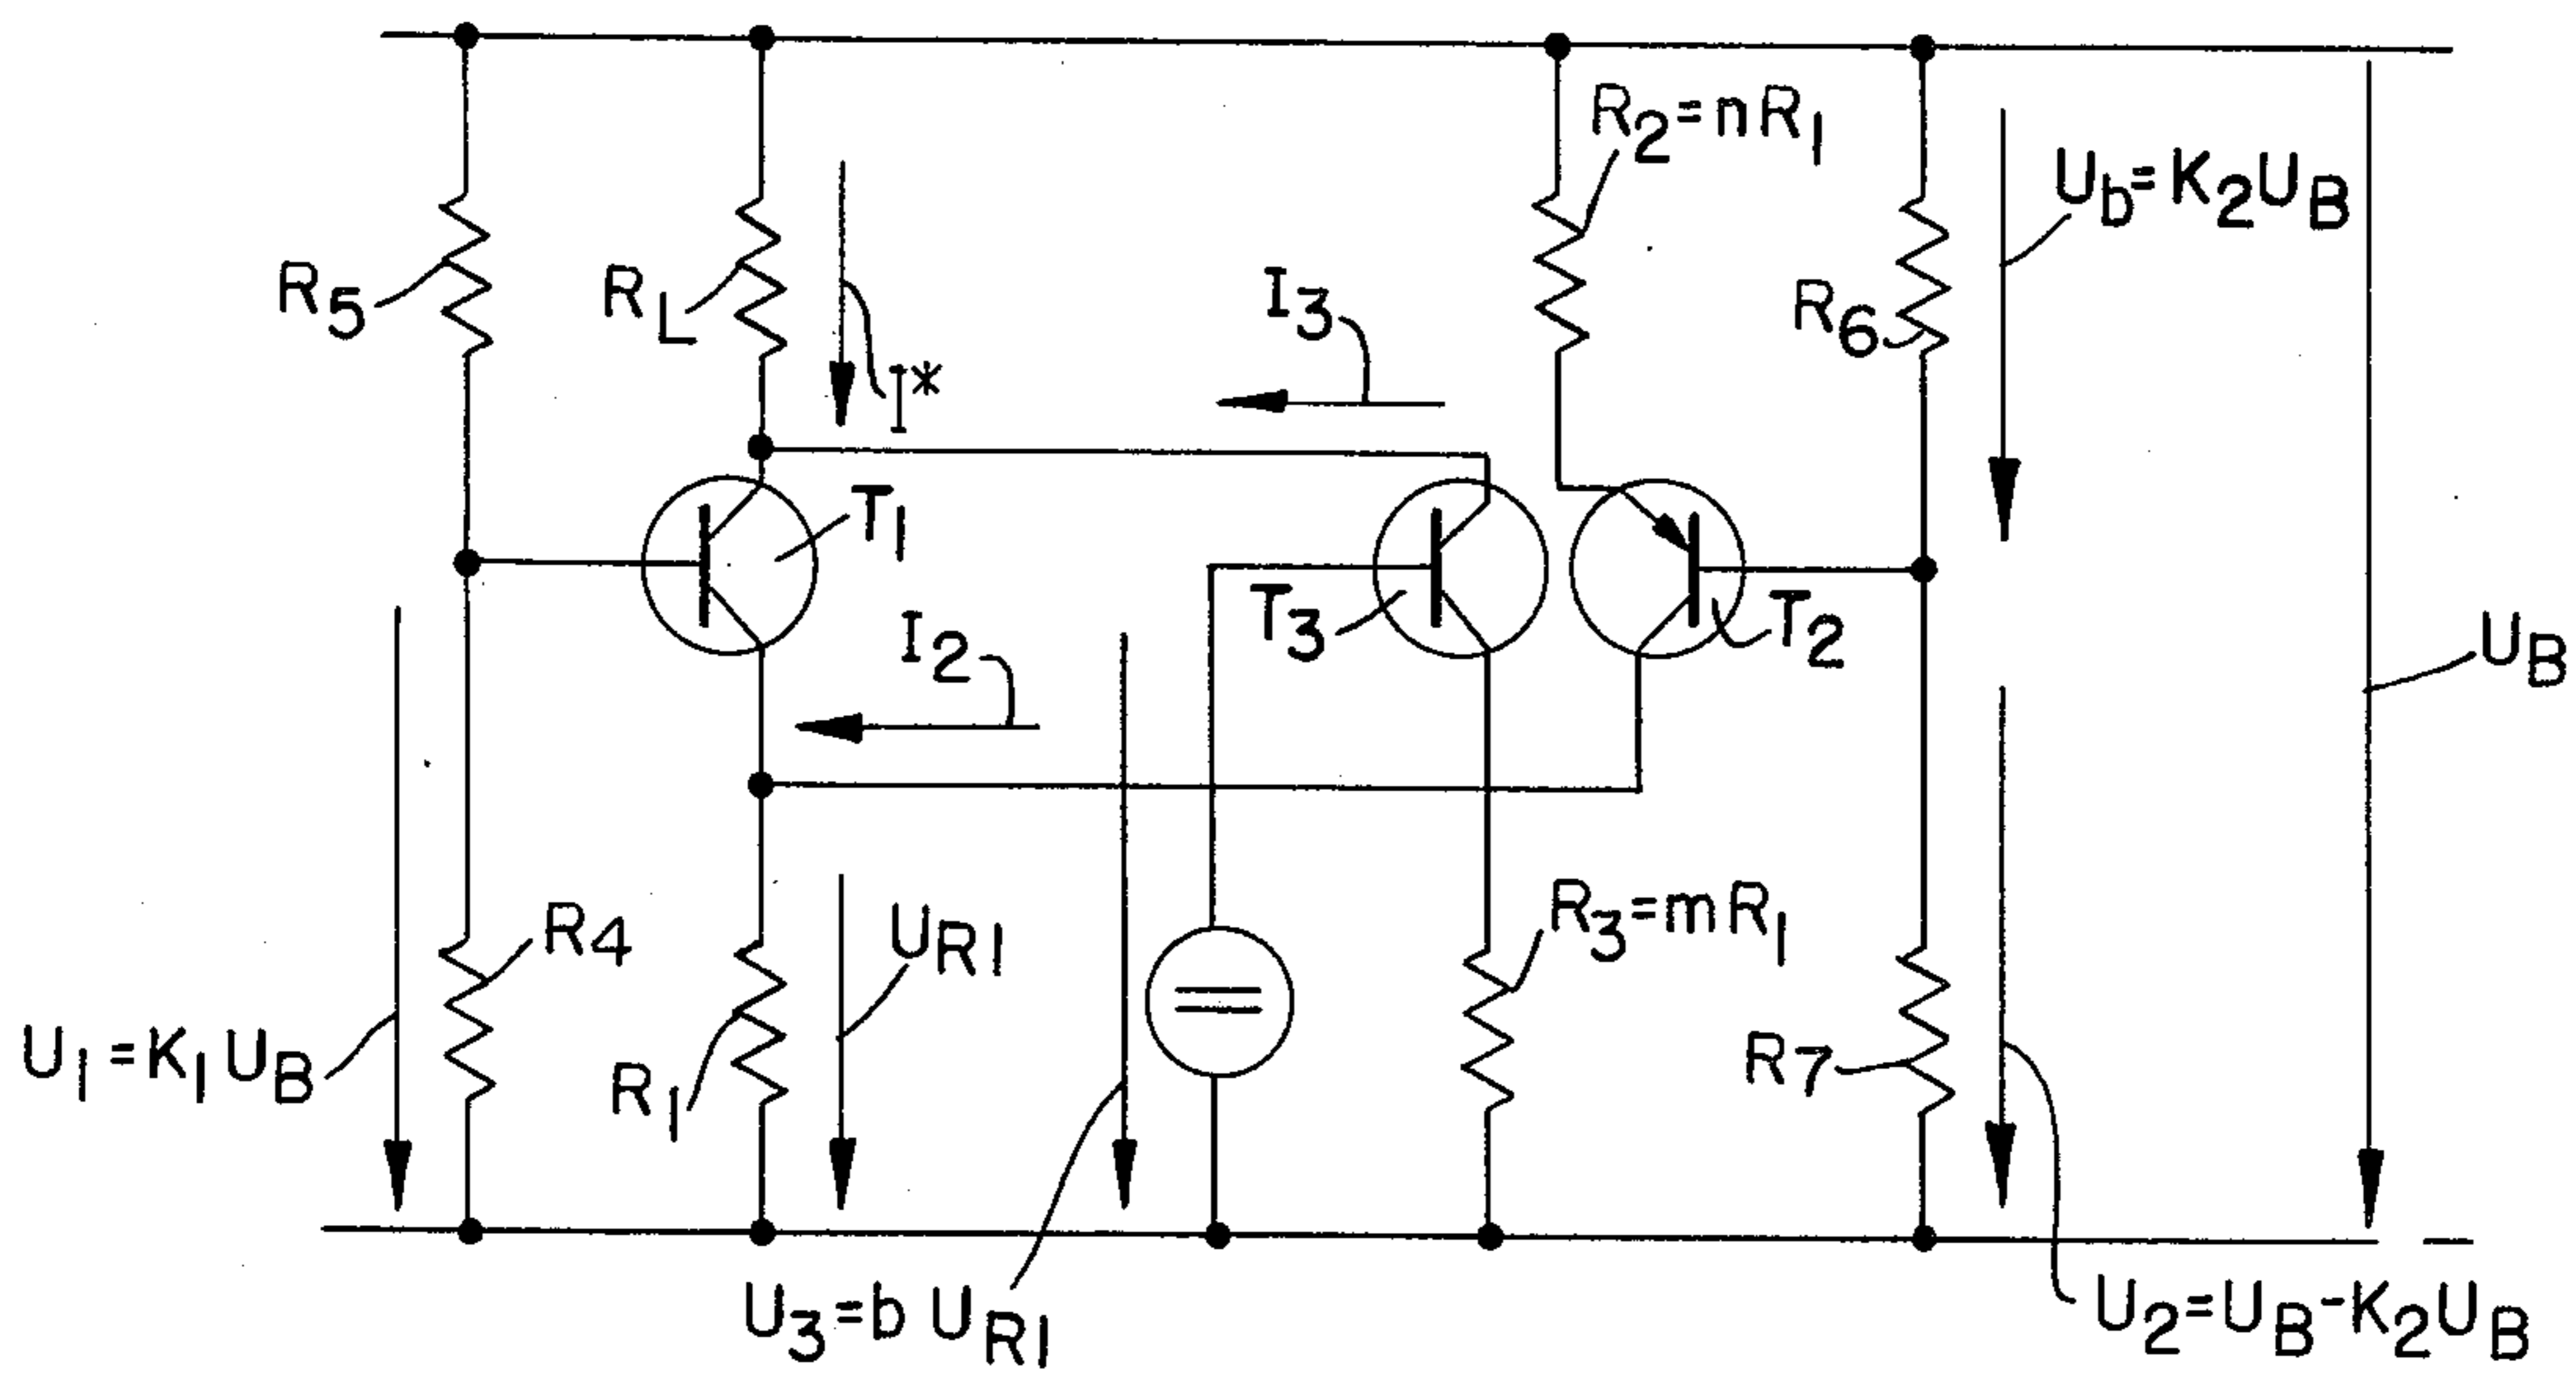 R2=nR1
Ub=K2UB
R5
RL
I3
R6
I*
T1
T3
T2
I2
UB
R4
UR1
R3=mR1
U1=K1UB
R1
R7
U3=b UR1
U2=UB-K2UB